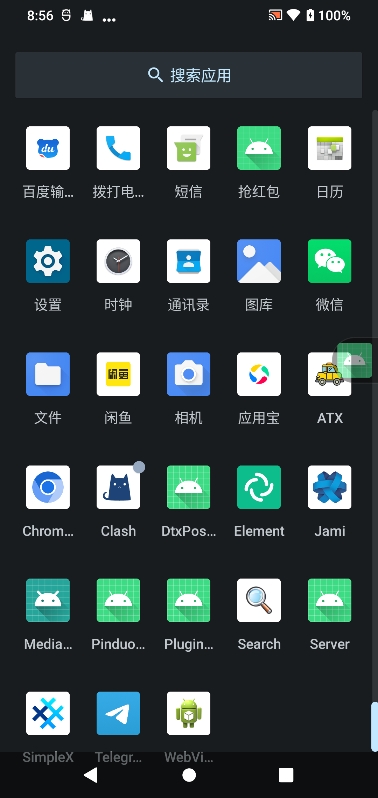 8:56 100%
搜索应用
百度输… 拨打电… 短信 抢红包 日历
设置 时钟 通讯录 图库 微信
文件 闲鱼 相机 应用宝 ATX
Chrom… Clash DtxPos… Element Jami
Media… Pinduo… Plugin… Search Server
SimpleX Telegr… WebVi…